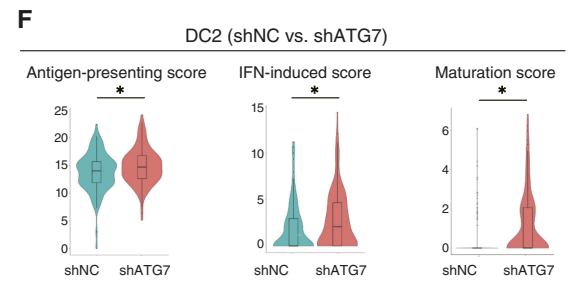 F
DC2 (shNC vs. shATG7)
Antigen-presenting score
*
25
20
15
10
5
0
shNC shATG7
IFN-induced score
*
15
10
5
0
shNC shATG7
Maturation score
*
6
4
2
0
shNC shATG7